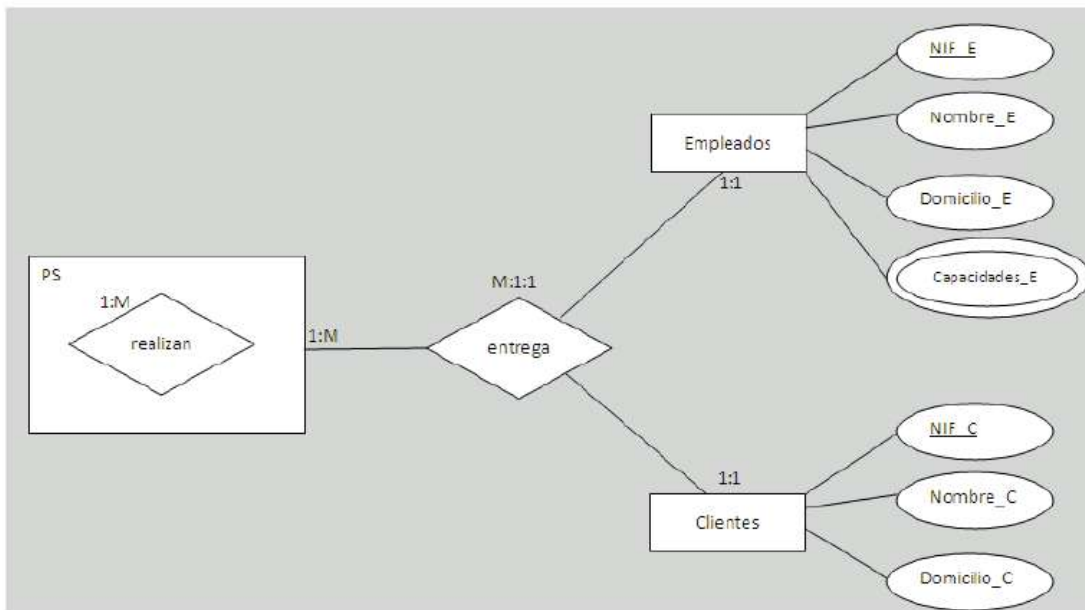 NIF_E
Nombre_E
Empleados
1:1
Domicilio_E
Capacidades_E
PS
1:M
realizan
1:M
M:1:1
entrega
NIF_C
1:1
Nombre_C
Clientes
Domicilio_C